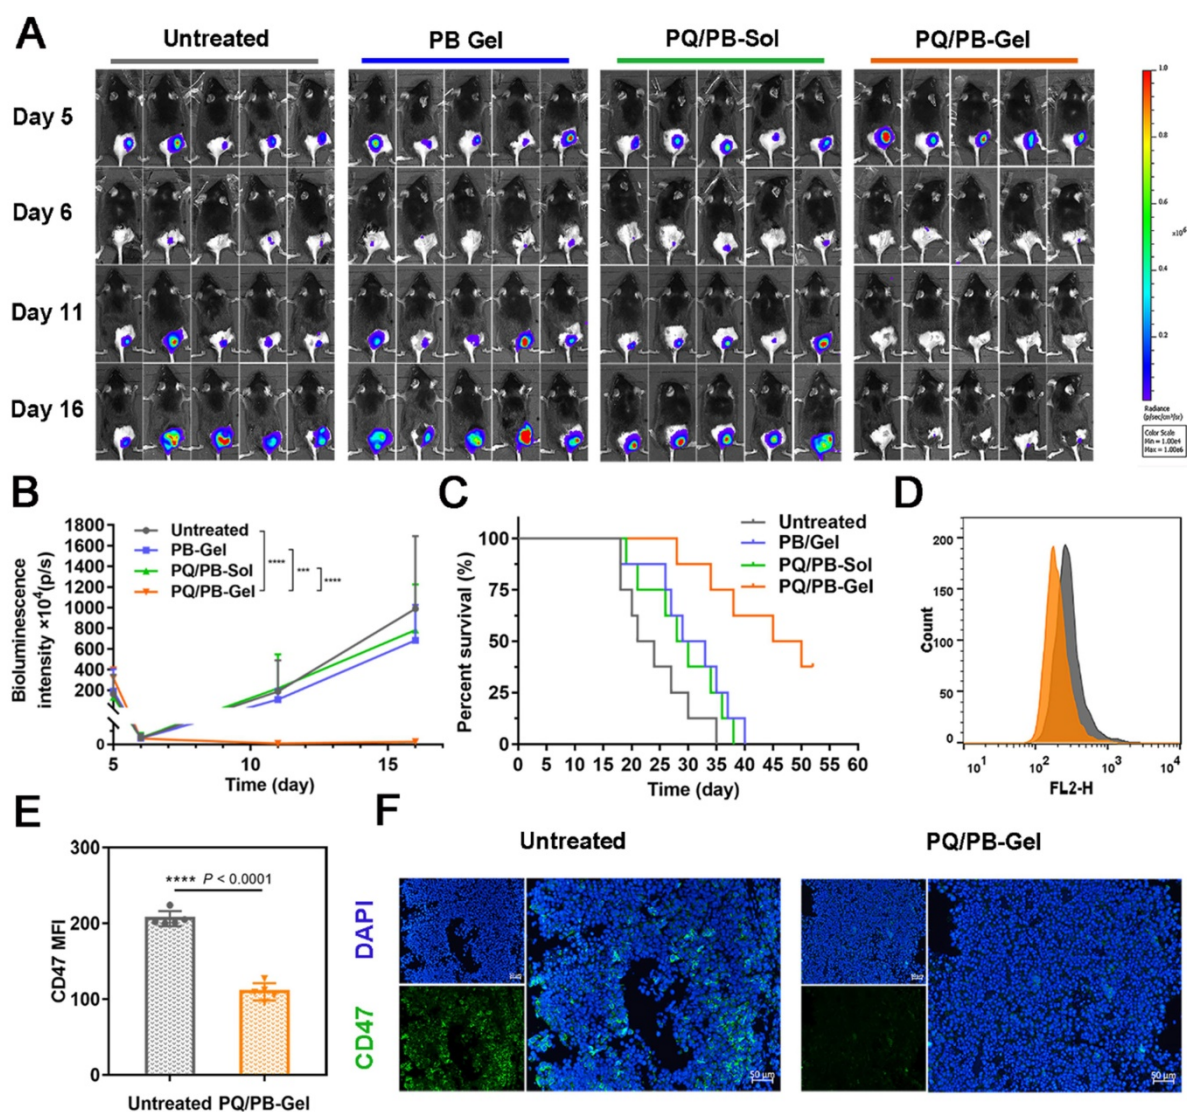 A
Untreated
PB Gel
PQ/PB-Sol
PQ/PB-Gel
Day 5
Day 6
Day 11
Day 16
1.0
0.8
0.6
x10⁶
0.4
0.2
Radiance
(p/sec/cm²/sr)
Color Scale
Min = 1.00e4
Max = 1.00e6
B
Bioluminescence
intensity ×10⁴(p/s)
1800
1600
1400
1200
1000
800
600
400
200
0
5
10
15
Time (day)
Untreated
PB-Gel
PQ/PB-Sol
PQ/PB-Gel
****
***
****
C
Percent survival (%)
100
75
50
25
0
0 5 10 15 20 25 30 35 40 45 50 55 60
Time (day)
Untreated
PB/Gel
PQ/PB-Sol
PQ/PB-Gel
D
Count
200
150
100
50
0
10¹ 10² 10³ 10⁴
FL2-H
E
CD47 MFI
300
200
100
0
**** P < 0.0001
Untreated PQ/PB-Gel
F
Untreated
PQ/PB-Gel
DAPI
CD47
50 μm
50 μm